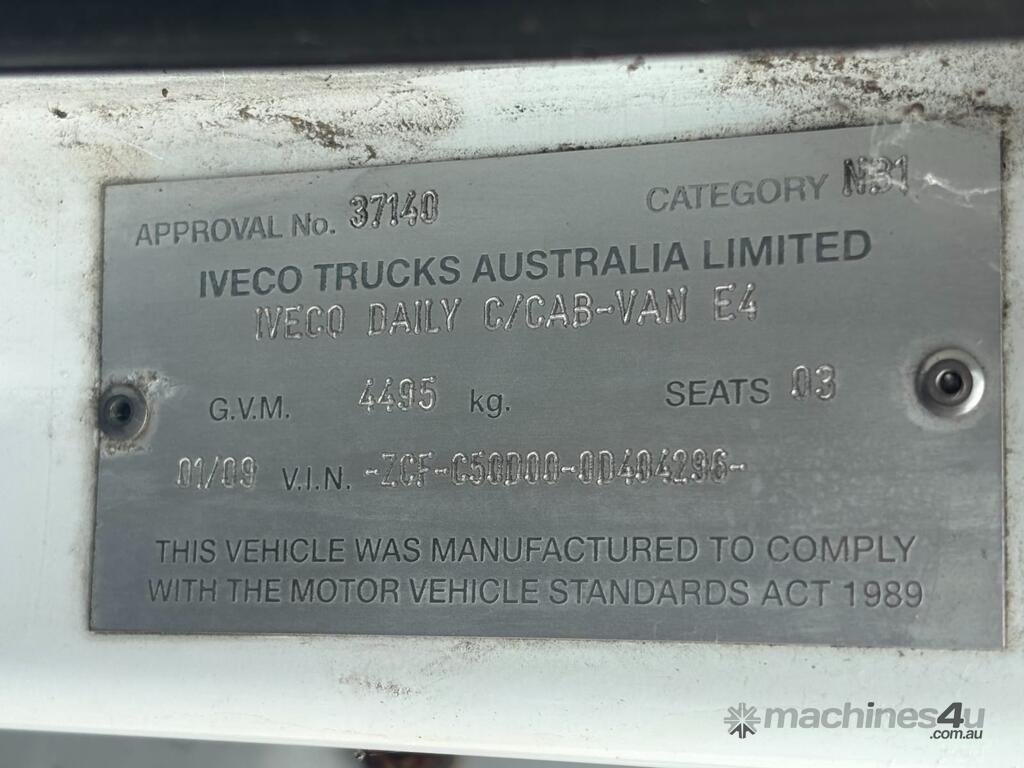 APPROVAL No. 37140 CATEGORY NB1
IVECO TRUCKS AUSTRALIA LIMITED
IVECO DAILY C/CAB-VAN E4
G.V.M. 4495 kg. SEATS 03
01/09 V.I.N. -ZCF-C50D00-0D404296-
THIS VEHICLE WAS MANUFACTURED TO COMPLY
WITH THE MOTOR VEHICLE STANDARDS ACT 1989
machines4u
.com.au